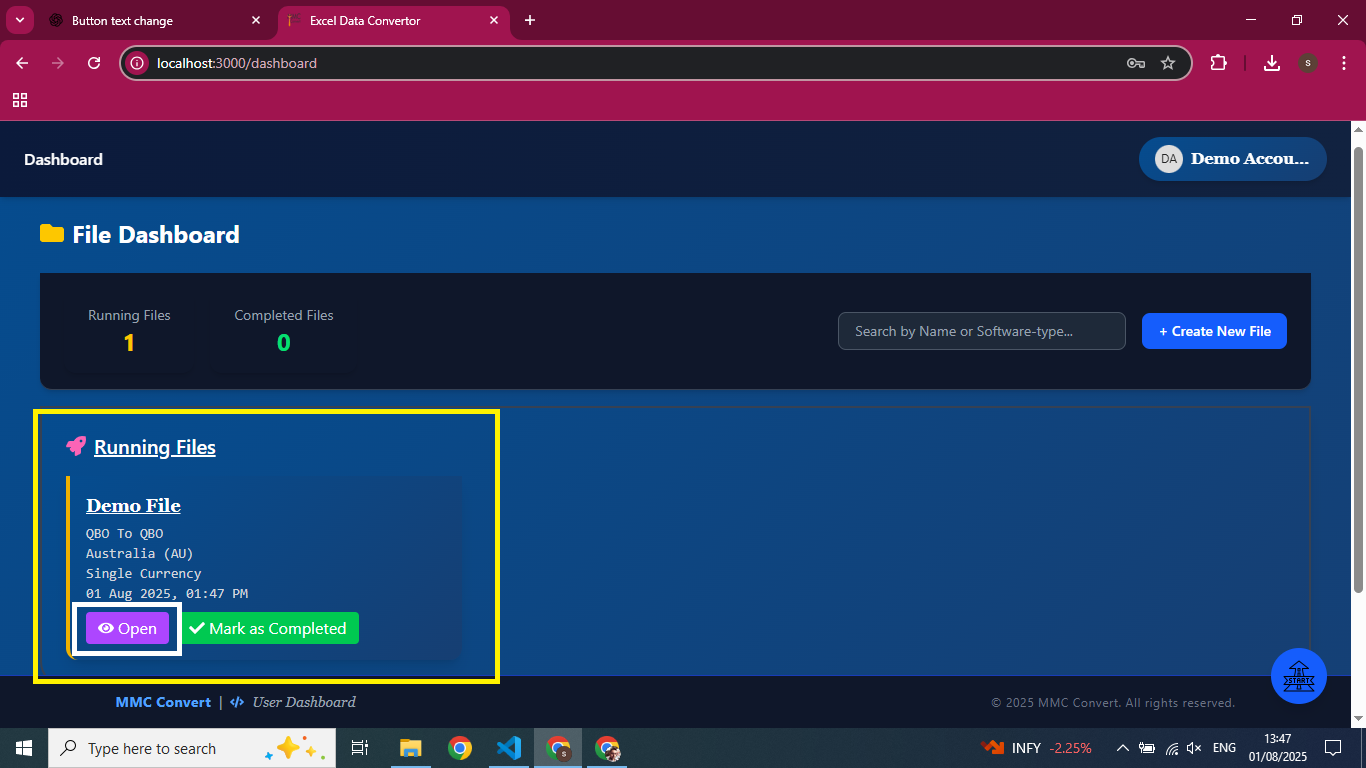 Button text change
Excel Data Convertor
localhost:3000/dashboard
s
Dashboard
DA Demo Accou...
File Dashboard
Running Files
1
Completed Files
0
Search by Name or Software-type...
+ Create New File
Running Files
Demo File
QBO To QBO
Australia (AU)
Single Currency
01 Aug 2025, 01:47 PM
Open
Mark as Completed
START
MMC Convert | </> User Dashboard
© 2025 MMC Convert. All rights reserved.
Type here to search
s
INFY -2.25%
ENG
13:47
01/08/2025